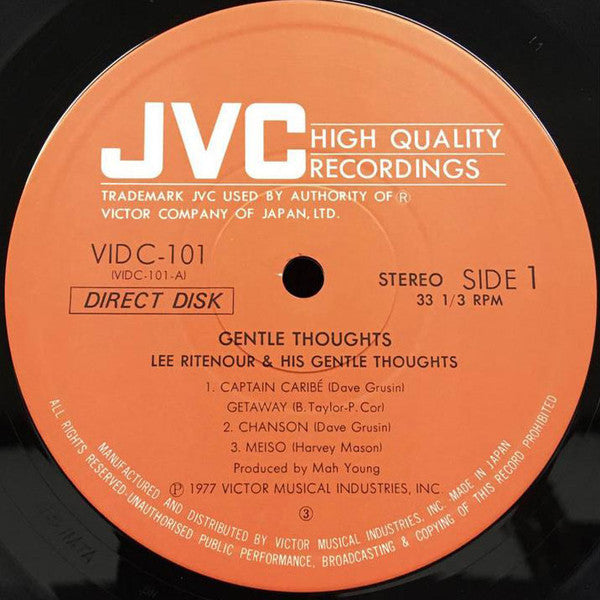 JVC HIGH QUALITY
RECORDINGS
TRADEMARK JVC USED BY AUTHORITY OF Ⓡ
VICTOR COMPANY OF JAPAN, LTD.
VIDC-101
(VIDC-101-A)
DIRECT DISK
STEREO SIDE 1
33 1/3 RPM
GENTLE THOUGHTS
LEE RITENOUR & HIS GENTLE THOUGHTS
1. CAPTAIN CARIBÉ (Dave Grusin)
GETAWAY (B. Taylor-P. Cor)
2. CHANSON (Dave Grusin)
3. MEISO (Harvey Mason)
Produced by Mah Young
Ⓟ 1977 VICTOR MUSICAL INDUSTRIES, INC.
③
MANUFACTURED AND DISTRIBUTED BY VICTOR MUSICAL INDUSTRIES, INC. MADE IN JAPAN
ALL RIGHTS RESERVED UNAUTHORISED PUBLIC PERFORMANCE, BROADCASTING & COPYING OF THIS RECORD PROHIBITED